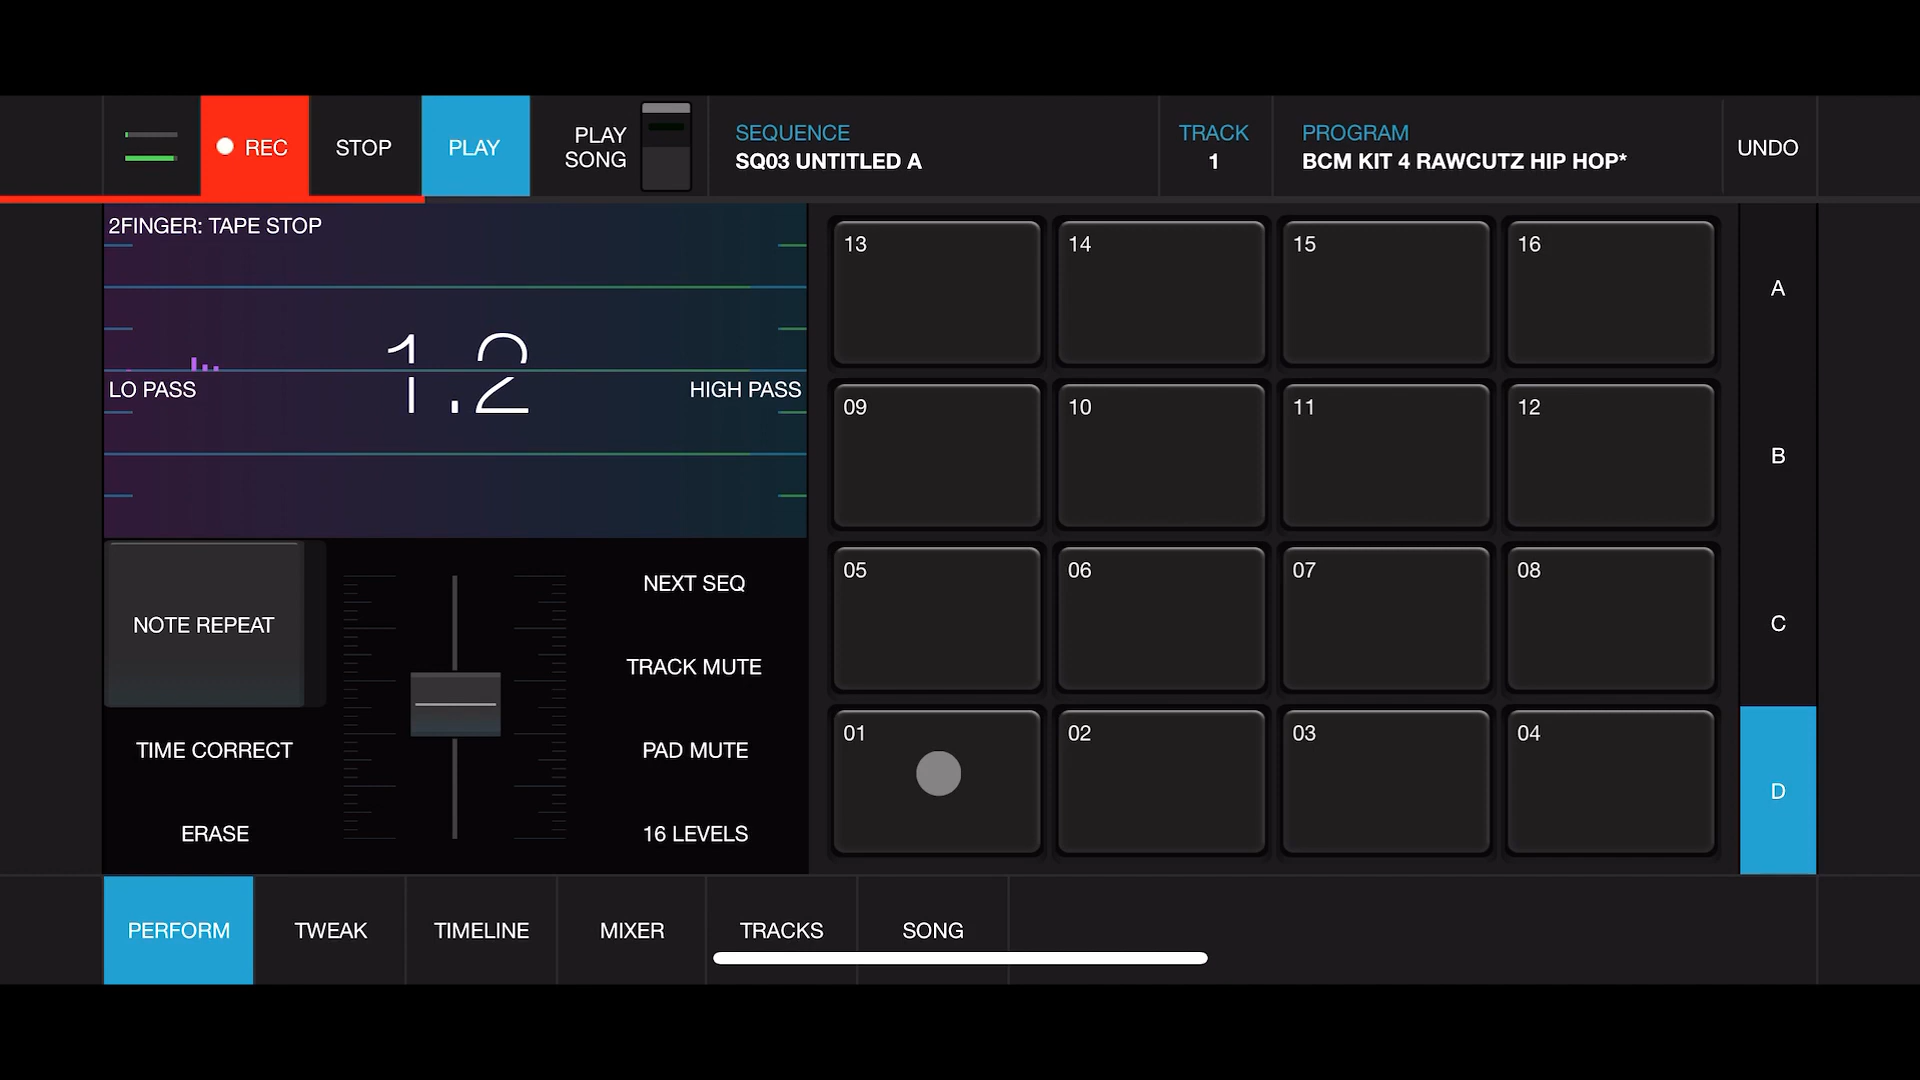 REC
STOP
PLAY
PLAY
SONG
SEQUENCE
SQ03 UNTITLED A
TRACK
1
PROGRAM
BCM KIT 4 RAWCUTZ HIP HOP*
UNDO
2FINGER: TAPE STOP
1.2
LO PASS
HIGH PASS
NOTE REPEAT
TIME CORRECT
ERASE
NEXT SEQ
TRACK MUTE
PAD MUTE
16 LEVELS
13
14
15
16
A
09
10
11
12
B
05
06
07
08
C
01
02
03
04
D
PERFORM
TWEAK
TIMELINE
MIXER
TRACKS
SONG